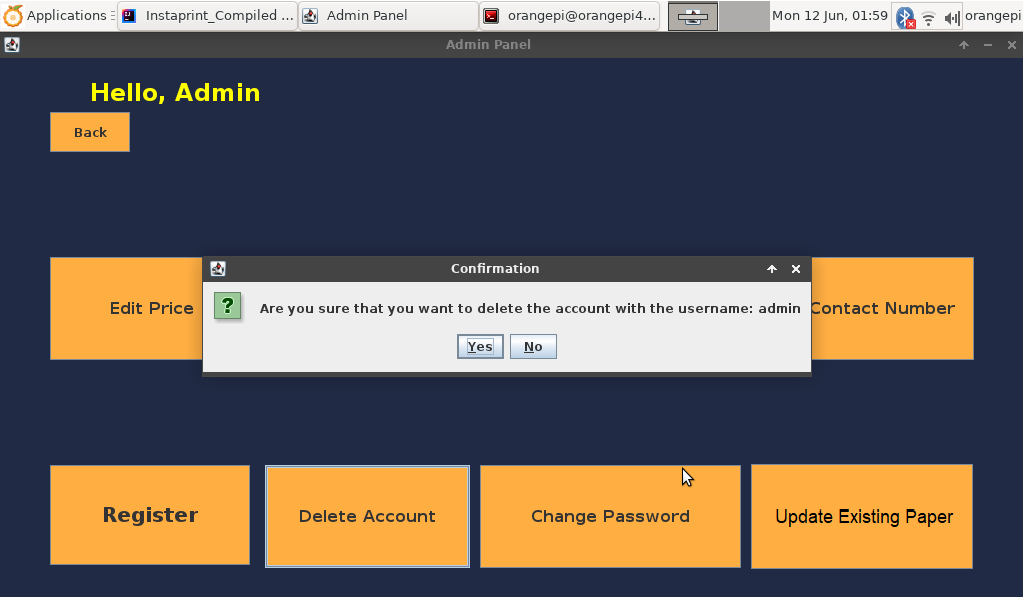 Applications
Instaprint_Compiled ...
Admin Panel
orangepi@orangepi4...
Mon 12 Jun, 01:59
orangepi
Admin Panel
Hello, Admin
Back
Confirmation
Edit Price
? Are you sure that you want to delete the account with the username: admin
Contact Number
Yes
No
Register
Delete Account
Change Password
Update Existing Paper